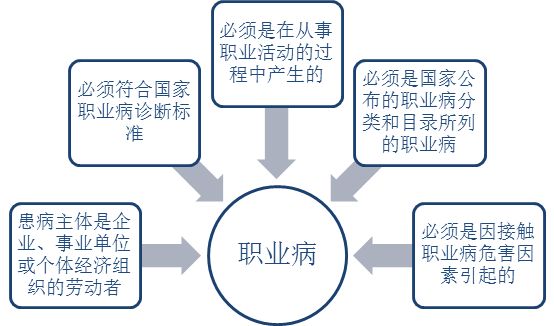 必须是在从事
职业活动的过
程中产生的
必须符合国家
职业病诊断标
准
必须是国家公
布的职业病分
类和目录所列
的职业病
患病主体是企
业、事业单位
或个体经济组
织的劳动者
职业病
必须是因接触
职业病危害因
素引起的